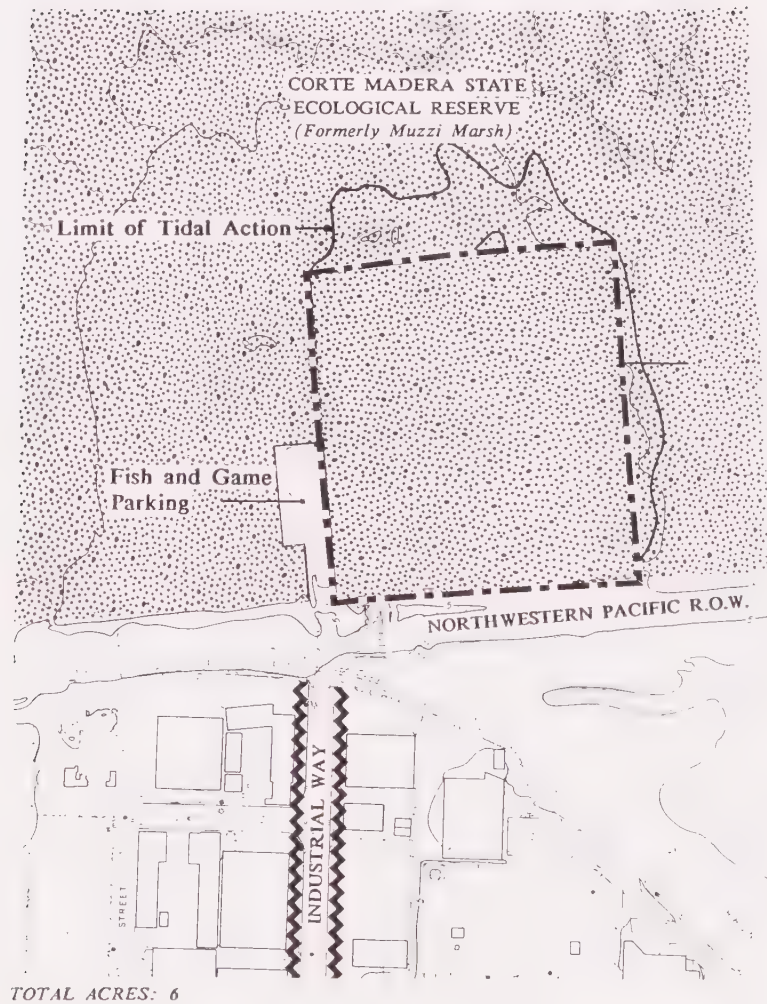 CORTE MADERA STATE
ECOLOGICAL RESERVE
(Formerly Muzzi Marsh)
Limit of Tidal Action
Fish and Game
Parking
NORTHWESTERN PACIFIC R.O.W.
INDUSTRIAL WAY
STREET
TOTAL ACRES: 6